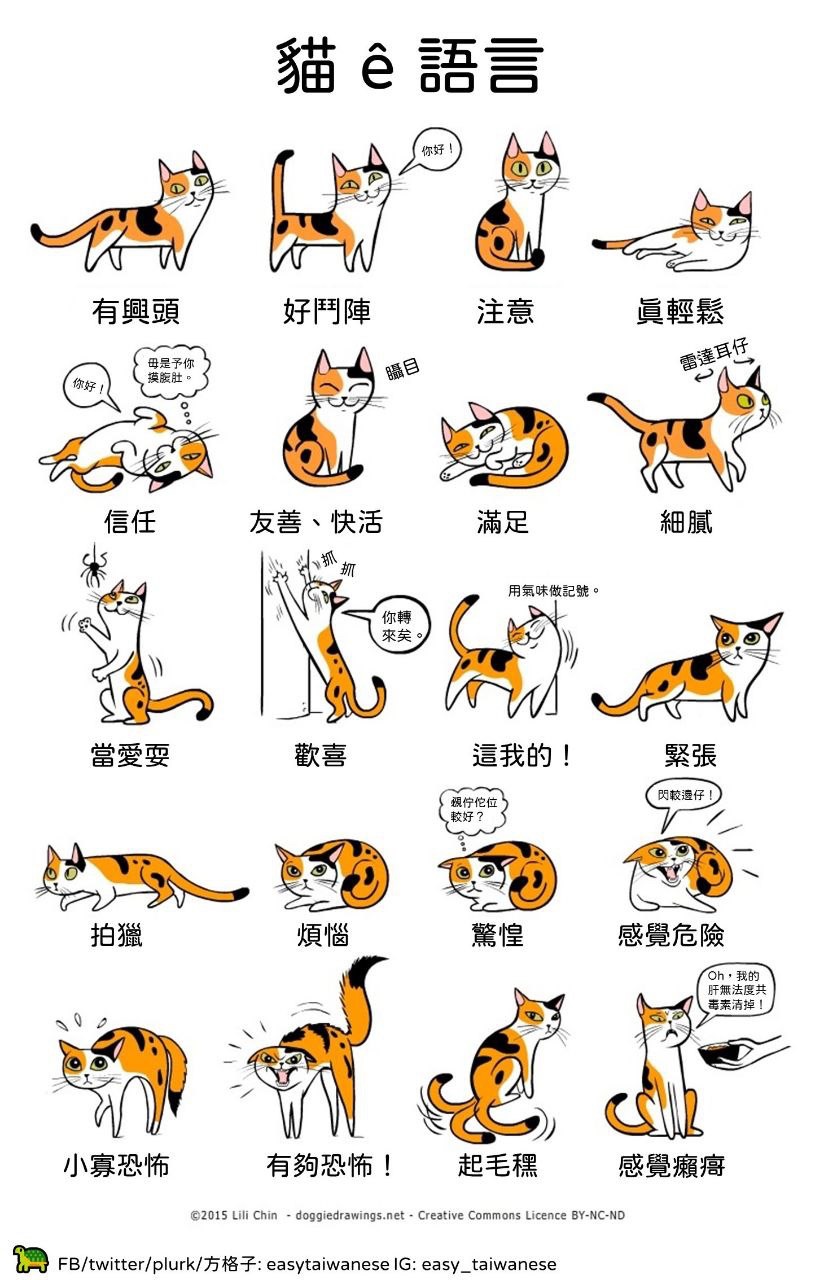 貓 ê 語言
你好！
有興頭
好鬥陣
注意
真輕鬆
你好！
毋是予你
摸腹肚。
瞌目
雷達耳仔
信任
友善、快活
滿足
細膩
抓
抓
你轉
來矣。
用氣味做記號。
當愛耍
歡喜
這我的！
緊張
覕佇佗位
較好？
閃較邊仔！
拍獵
煩惱
驚惶
感覺危險
Oh，我的
肝無法度共
毒素清掉！
小寡恐怖
有夠恐怖！
起毛䆀
感覺癩𰣻
©2015 Lili Chin - doggiedrawings.net - Creative Commons Licence BY-NC-ND
FB/twitter/plurk/方格子: easytaiwanese IG: easy_taiwanese